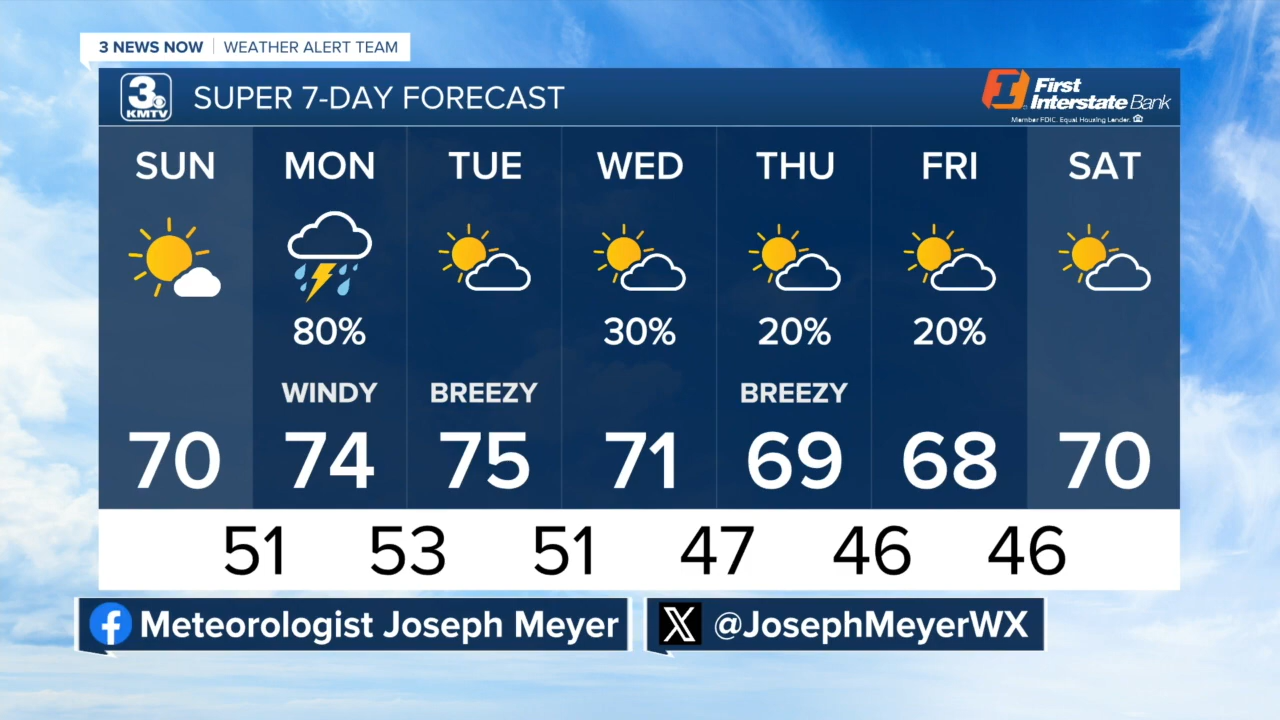 3 NEWS NOW | WEATHER ALERT TEAM
3 KMTV SUPER 7-DAY FORECAST
First Interstate Bank
Member FDIC. Equal Housing Lender.
SUN MON TUE WED THU FRI SAT
80% 30% 20% 20%
WINDY BREEZY BREEZY
70 74 75 71 69 68 70
51 53 51 47 46 46
Meteorologist Joseph Meyer
@JosephMeyerWX